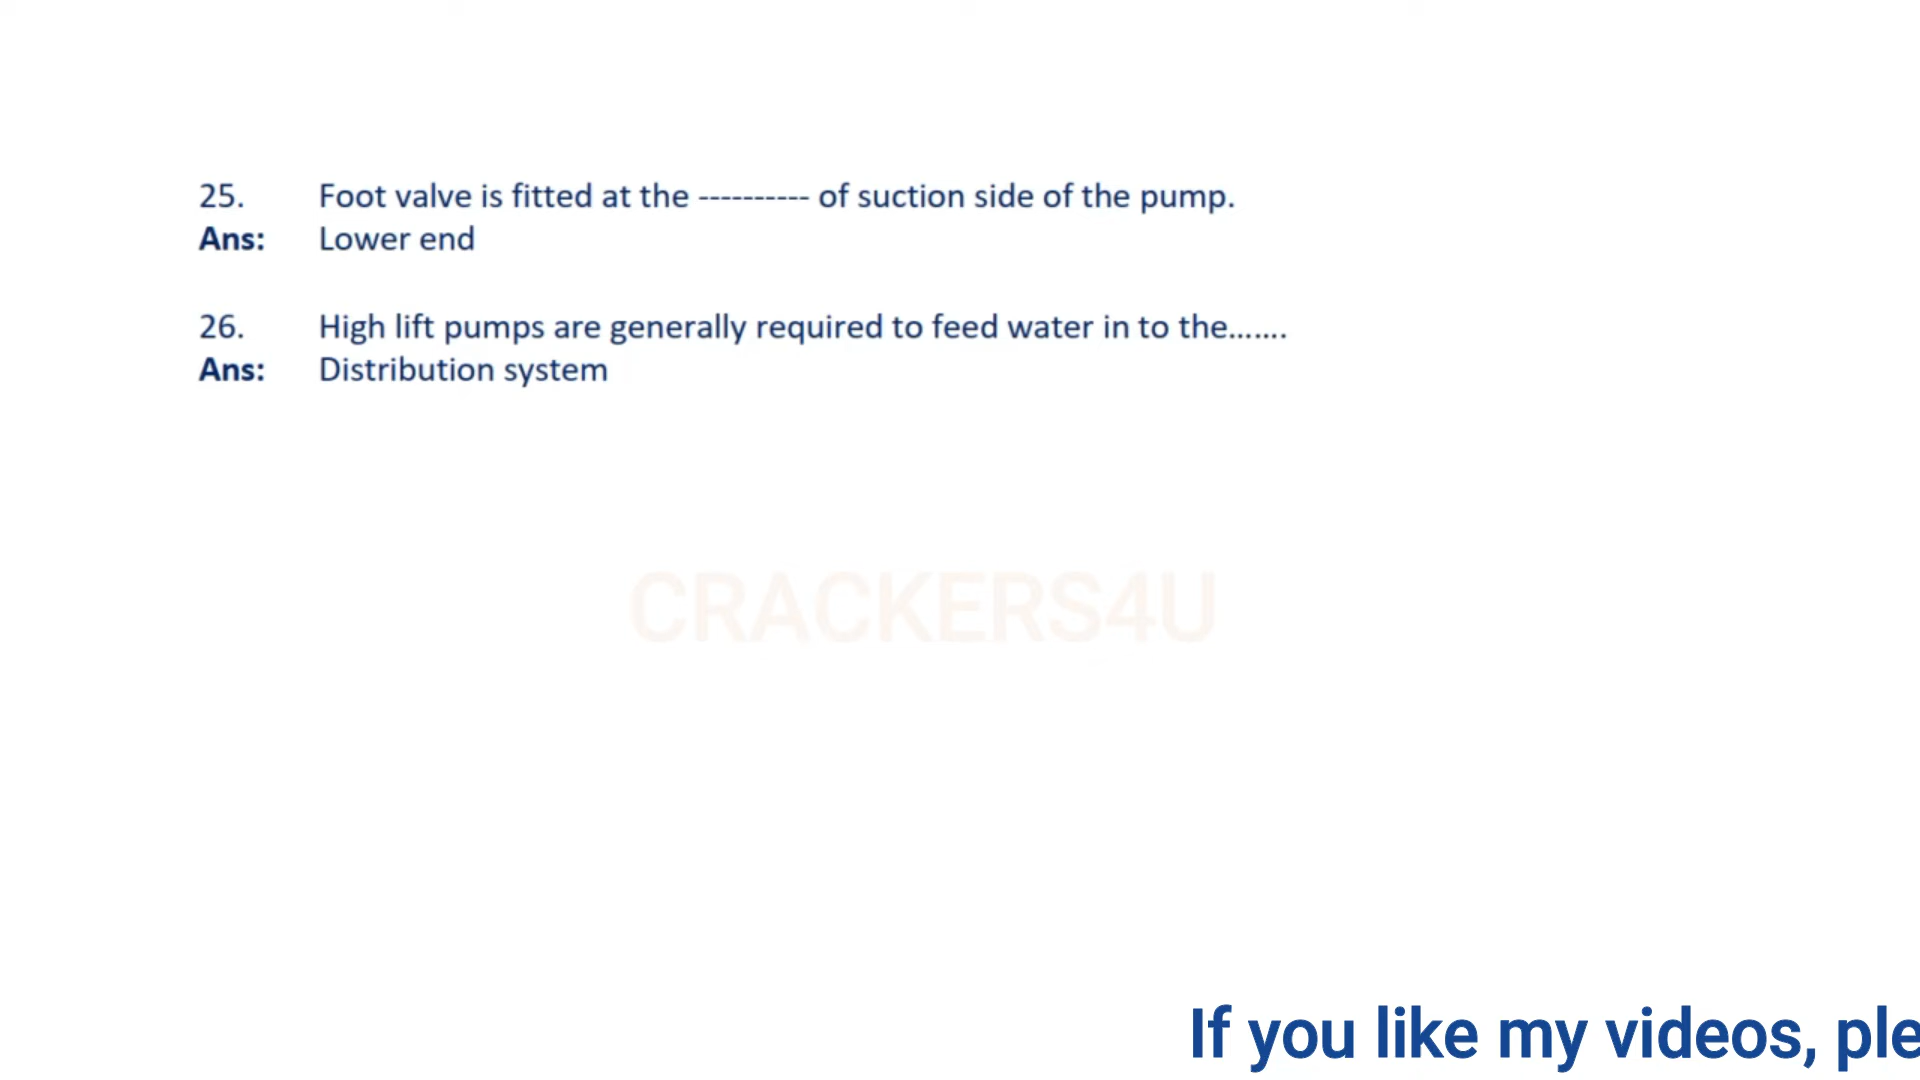 25. Foot valve is fitted at the ---------- of suction side of the pump.
Ans: Lower end
26. High lift pumps are generally required to feed water in to the.......
Ans: Distribution system
CRACKERS4U
If you like my videos, ple